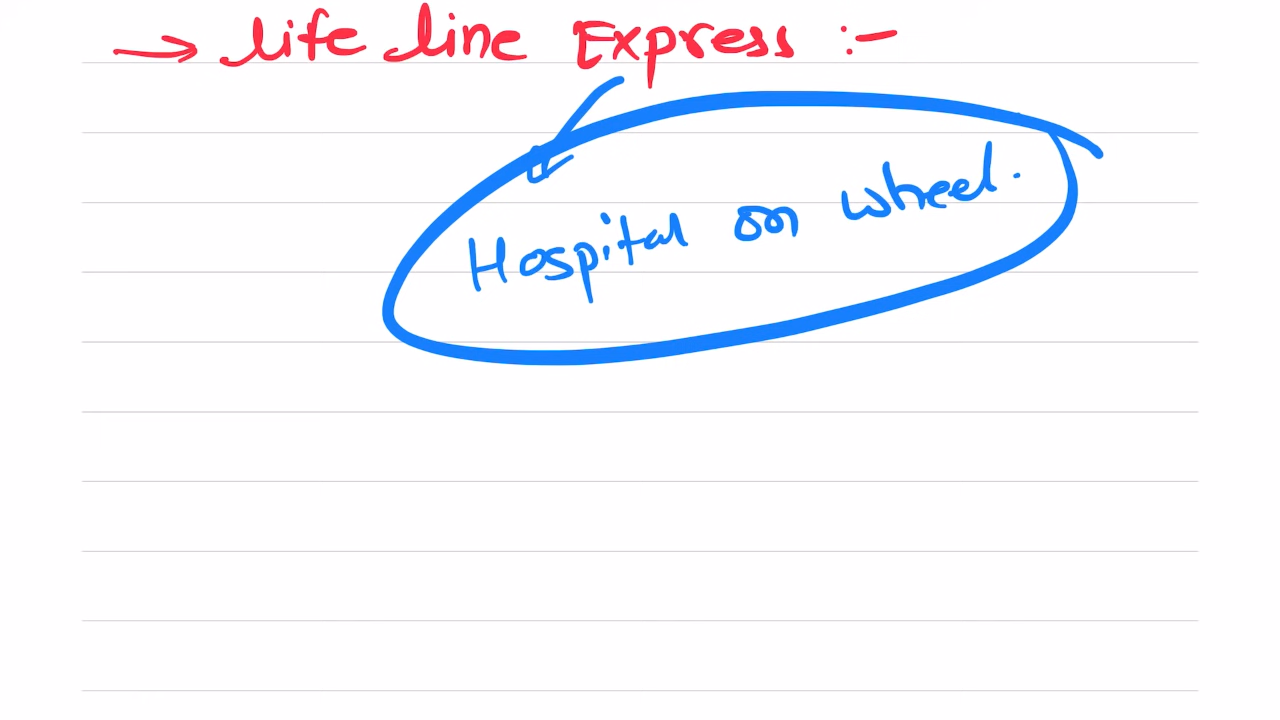 → Life line Express :-
Hospital on wheel.